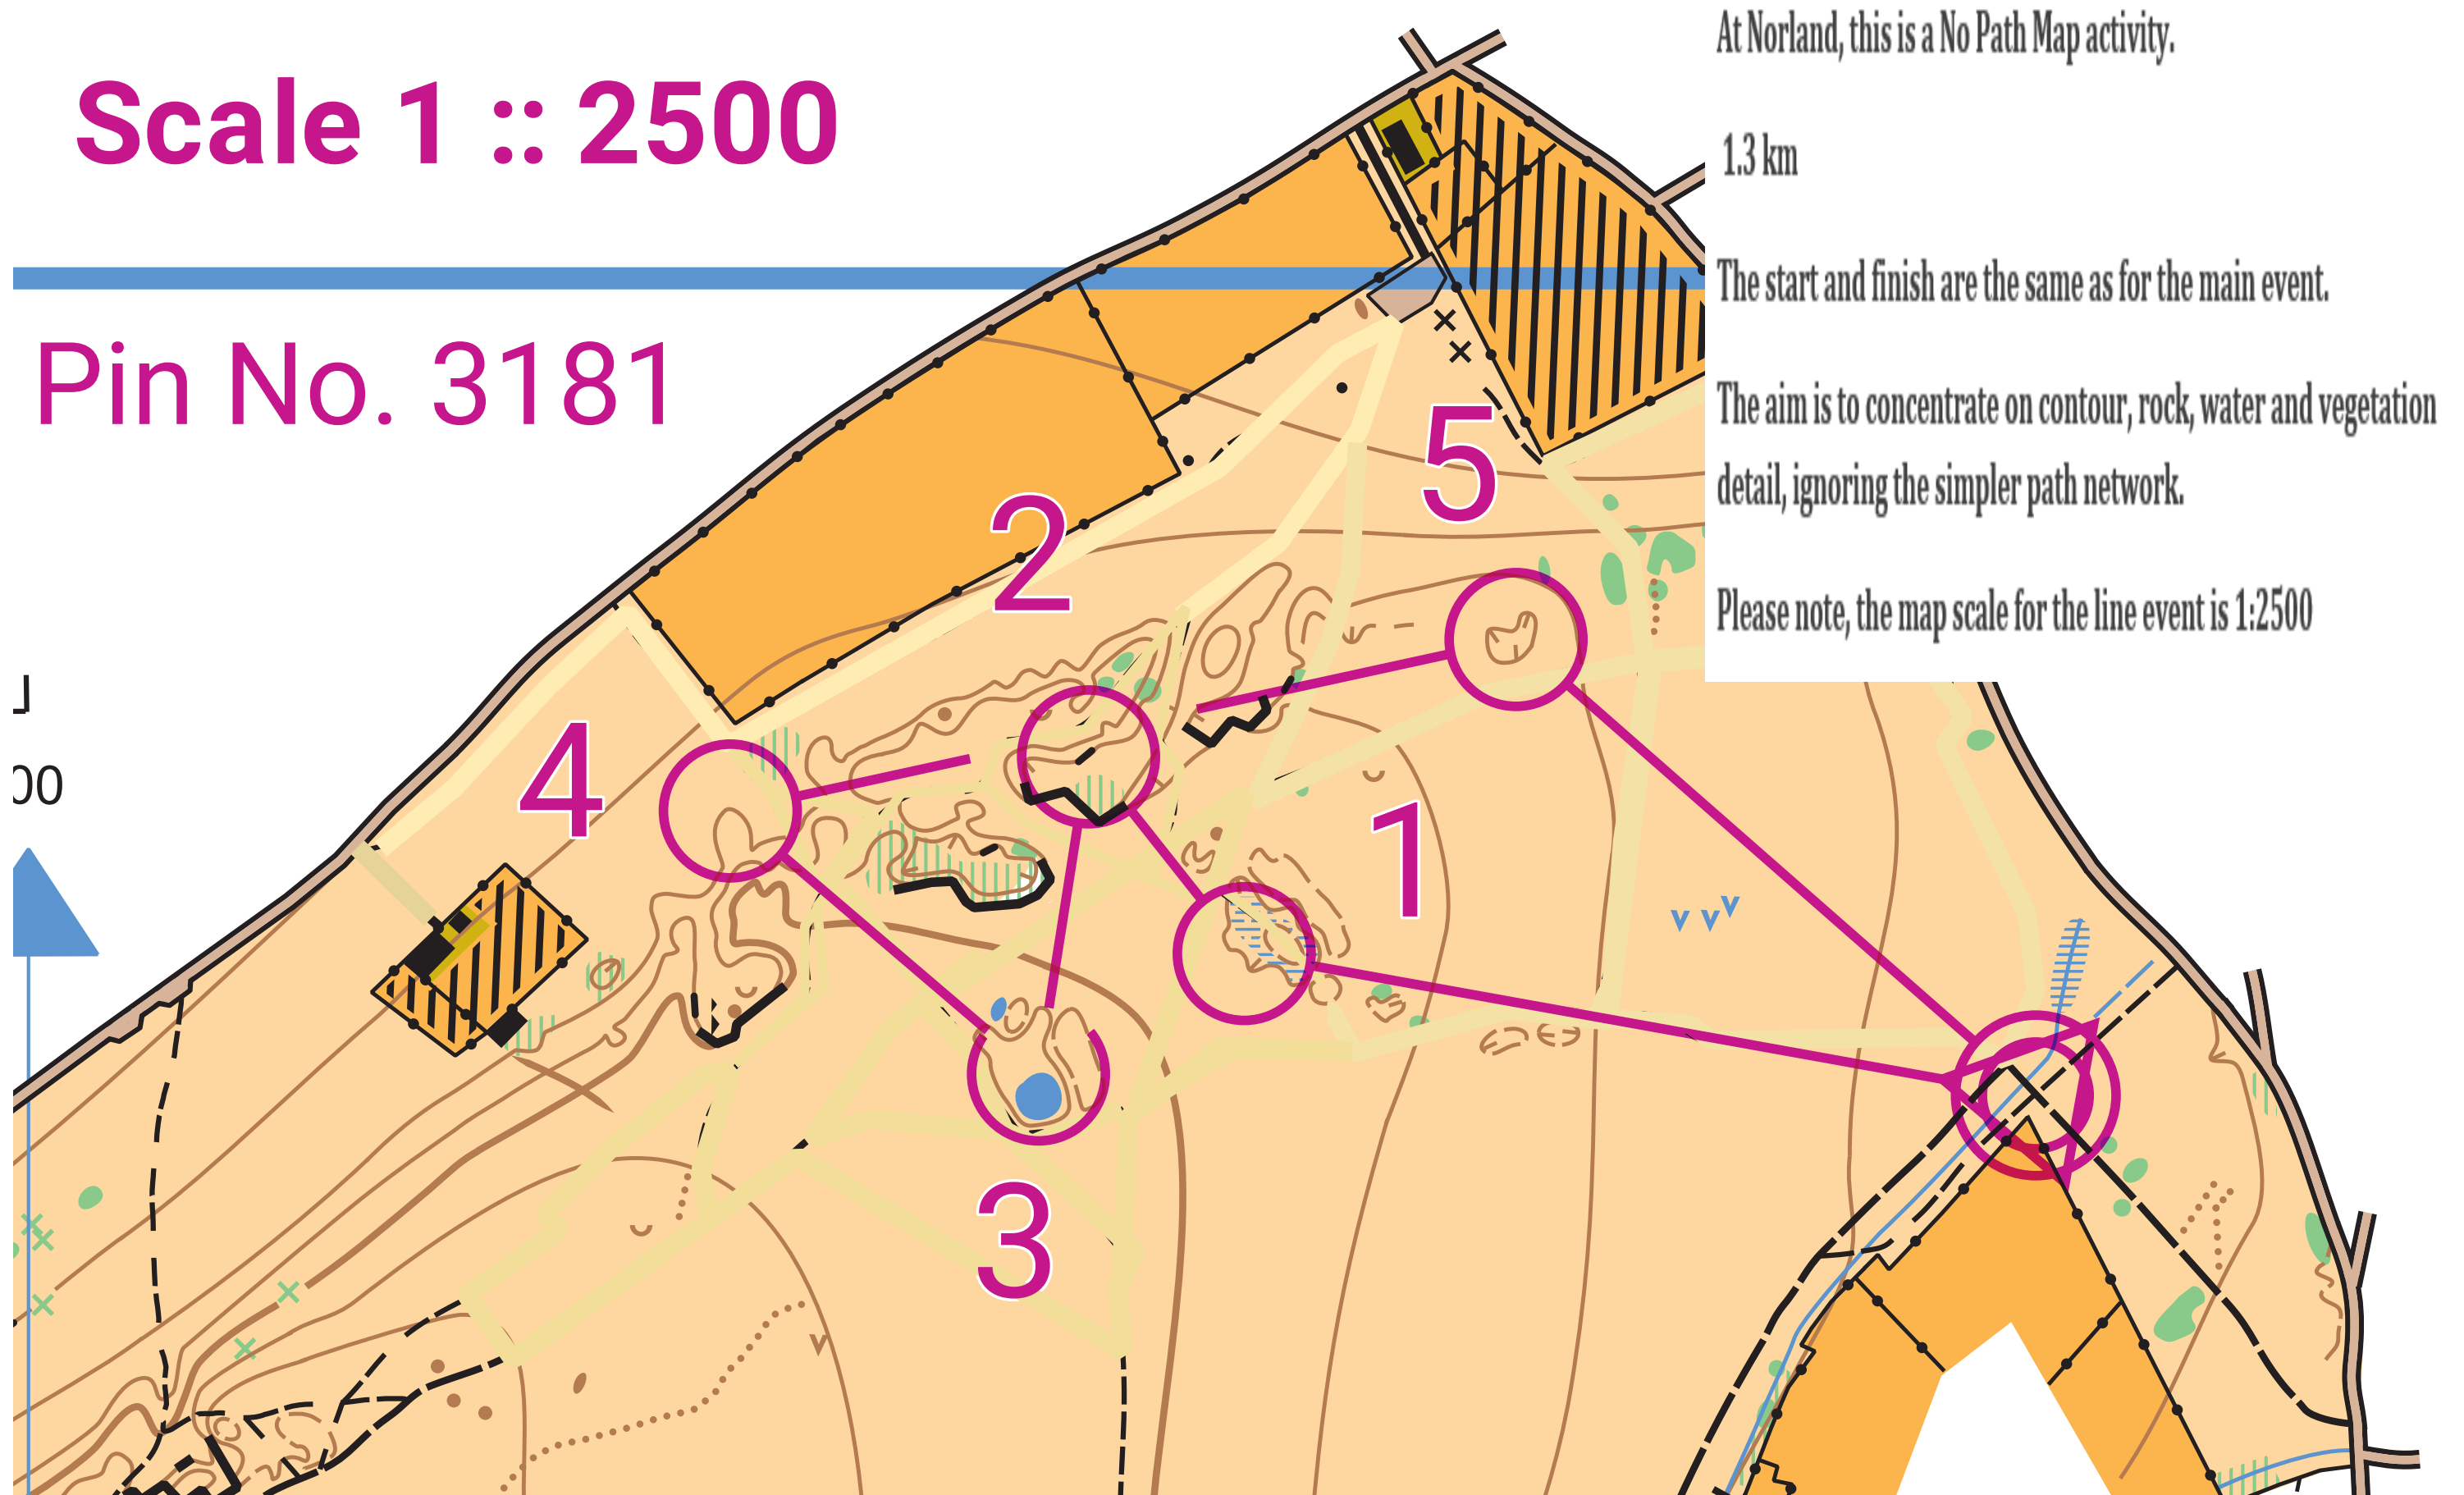 Scale 1 :: 2500
Pin No. 3181
At Norland, this is a No Path Map activity.
1.3 km
The start and finish are the same as for the main event.
The aim is to concentrate on contour, rock, water and vegetation
detail, ignoring the simpler path network.
Please note, the map scale for the line event is 1:2500
5
2
4
1
3
00